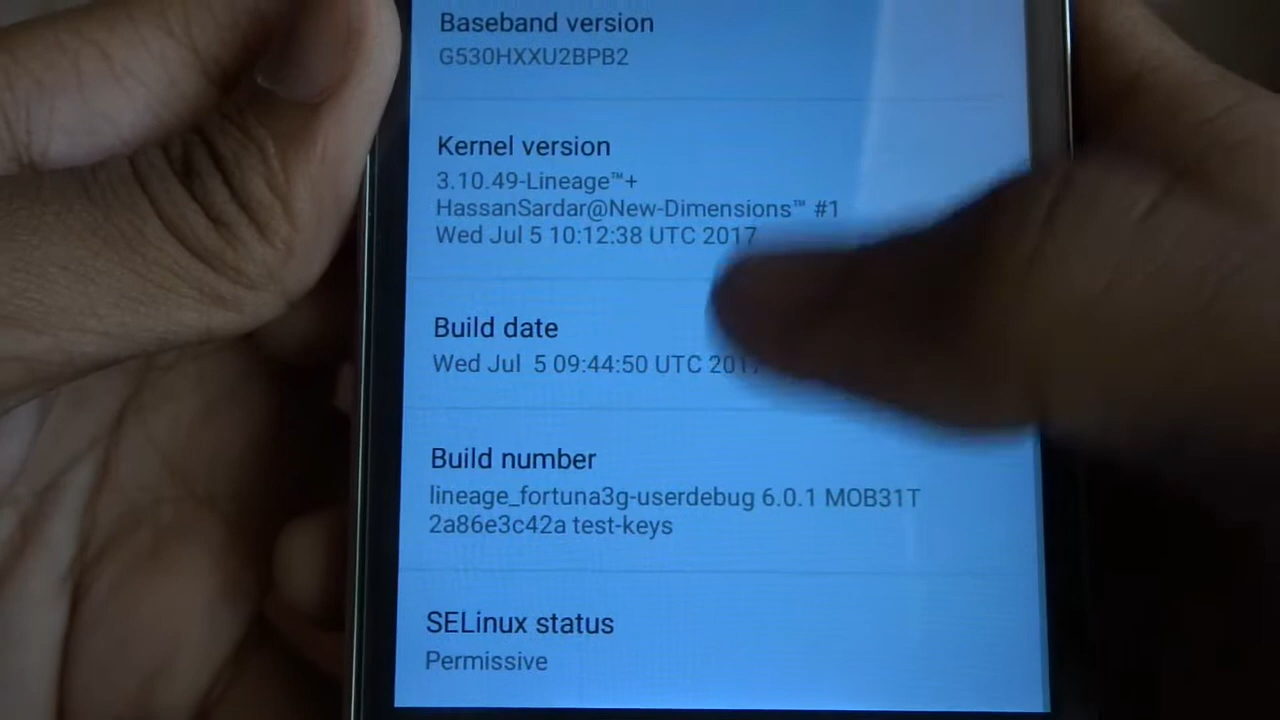 Baseband version
G530HXXU2BPB2
Kernel version
3.10.49-Lineage™+
HassanSardar@New-Dimensions™ #1
Wed Jul 5 10:12:38 UTC 2017
Build date
Wed Jul 5 09:44:50 UTC 2017
Build number
lineage_fortuna3g-userdebug 6.0.1 MOB31T
2a86e3c42a test-keys
SELinux status
Permissive